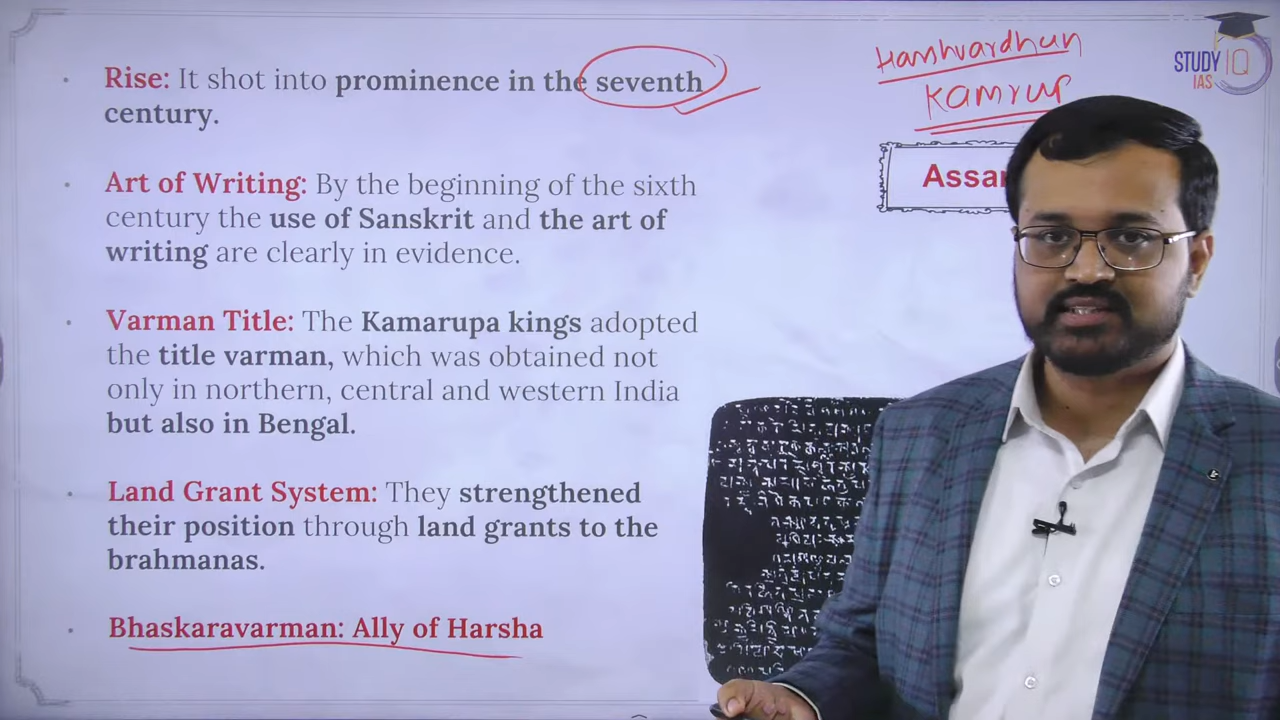 Rise: It shot into prominence in the seventh
century.
Art of Writing: By the beginning of the sixth
century the use of Sanskrit and the art of
writing are clearly in evidence.
Varman Title: The Kamarupa kings adopted
the title varman, which was obtained not
only in northern, central and western India
but also in Bengal.
Land Grant System: They strengthened
their position through land grants to the
brahmanas.
Bhaskaravarman: Ally of Harsha
Kamrup
STUDY IQ
IAS